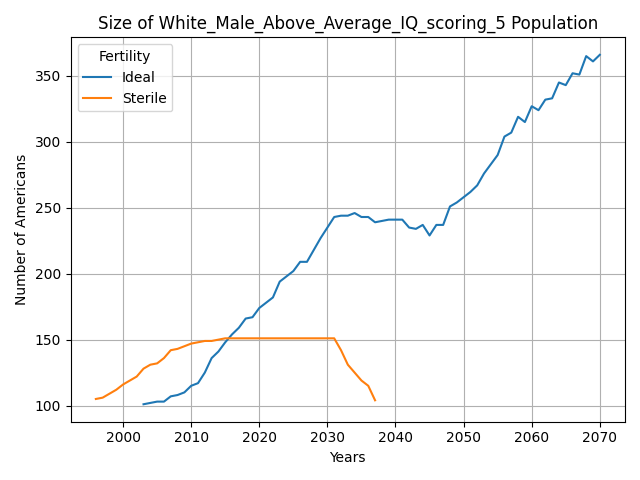 Size of White_Male_Above_Average_IQ_scoring_5 Population
Fertility
Ideal
Sterile
350
300
250
200
150
100
Number of Americans
2000 2010 2020 2030 2040 2050 2060 2070
Years